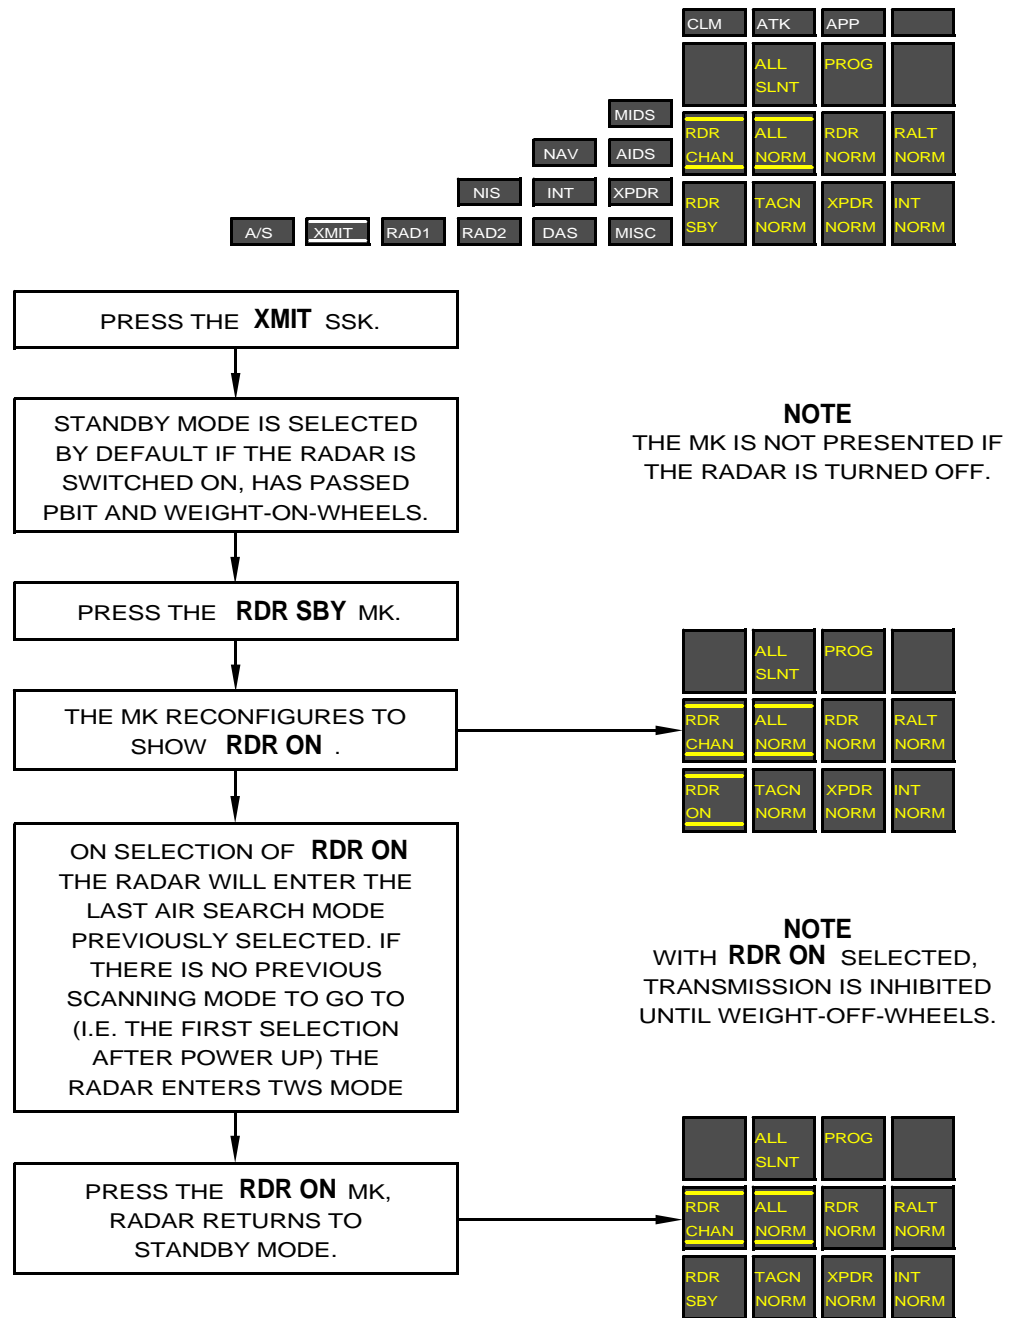 CLM ATK APP
ALL PROG
SLNT
MIDS
RDR ALL RDR RALT
CHAN NORM NORM NORM
NAV AIDS
NIS INT XPDR
RDR TACN XPDR INT
SBY NORM NORM NORM
A/S XMIT RAD1 RAD2 DAS MISC
PRESS THE XMIT SSK.
STANDBY MODE IS SELECTED
BY DEFAULT IF THE RADAR IS
SWITCHED ON, HAS PASSED
PBIT AND WEIGHT-ON-WHEELS.
NOTE
THE MK IS NOT PRESENTED IF
THE RADAR IS TURNED OFF.
PRESS THE RDR SBY MK.
THE MK RECONFIGURES TO
SHOW RDR ON .
ALL PROG
SLNT
RDR ALL RDR RALT
CHAN NORM NORM NORM
RDR TACN XPDR INT
ON NORM NORM NORM
ON SELECTION OF RDR ON
THE RADAR WILL ENTER THE
LAST AIR SEARCH MODE
PREVIOUSLY SELECTED. IF
THERE IS NO PREVIOUS
SCANNING MODE TO GO TO
(I.E. THE FIRST SELECTION
AFTER POWER UP) THE
RADAR ENTERS TWS MODE
NOTE
WITH RDR ON SELECTED,
TRANSMISSION IS INHIBITED
UNTIL WEIGHT-OFF-WHEELS.
PRESS THE RDR ON MK,
RADAR RETURNS TO
STANDBY MODE.
ALL PROG
SLNT
RDR ALL RDR RALT
CHAN NORM NORM NORM
RDR TACN XPDR INT
SBY NORM NORM NORM